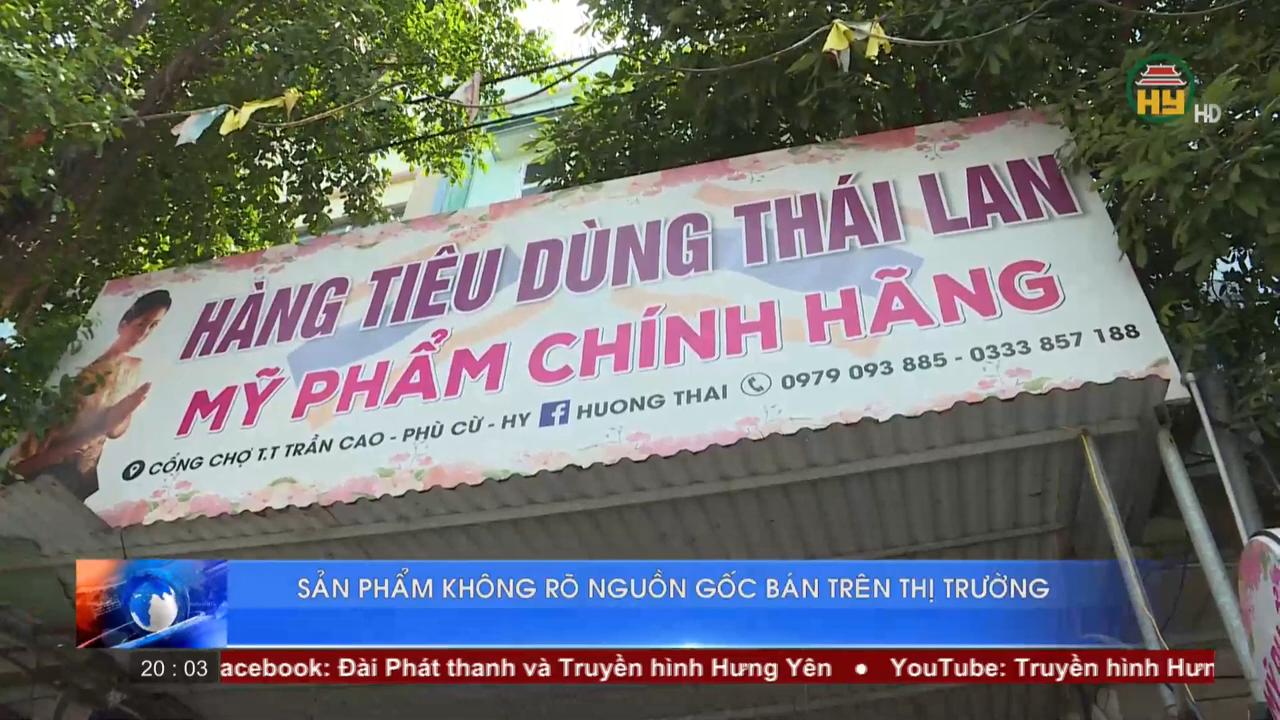 HY HD
HÀNG TIÊU DÙNG THÁI LAN
MỸ PHẨM CHÍNH HÃNG
CỔNG CHỢ T.T TRẦN CAO - PHÙ CỪ - HY f HUONG THAI 0979 093 885 - 0333 857 188
SẢN PHẨM KHÔNG RÕ NGUỒN GỐC BÁN TRÊN THỊ TRƯỜNG
20 : 03 acebook: Đài Phát thanh và Truyền hình Hưng Yên • YouTube: Truyền hình Hưn